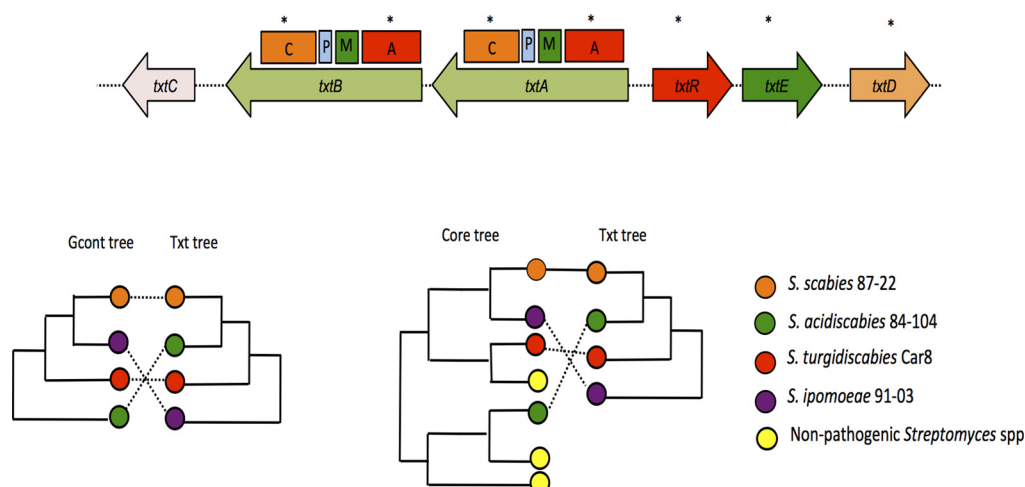 * * * * * * *
C P M A C P M A
txtC txtB txtA txtR txtE txtD
Gcont tree Txt tree
Core tree Txt tree
S. scabies 87-22
S. acidiscabies 84-104
S. turgidiscabies Car8
S. ipomoeae 91-03
Non-pathogenic Streptomyces spp